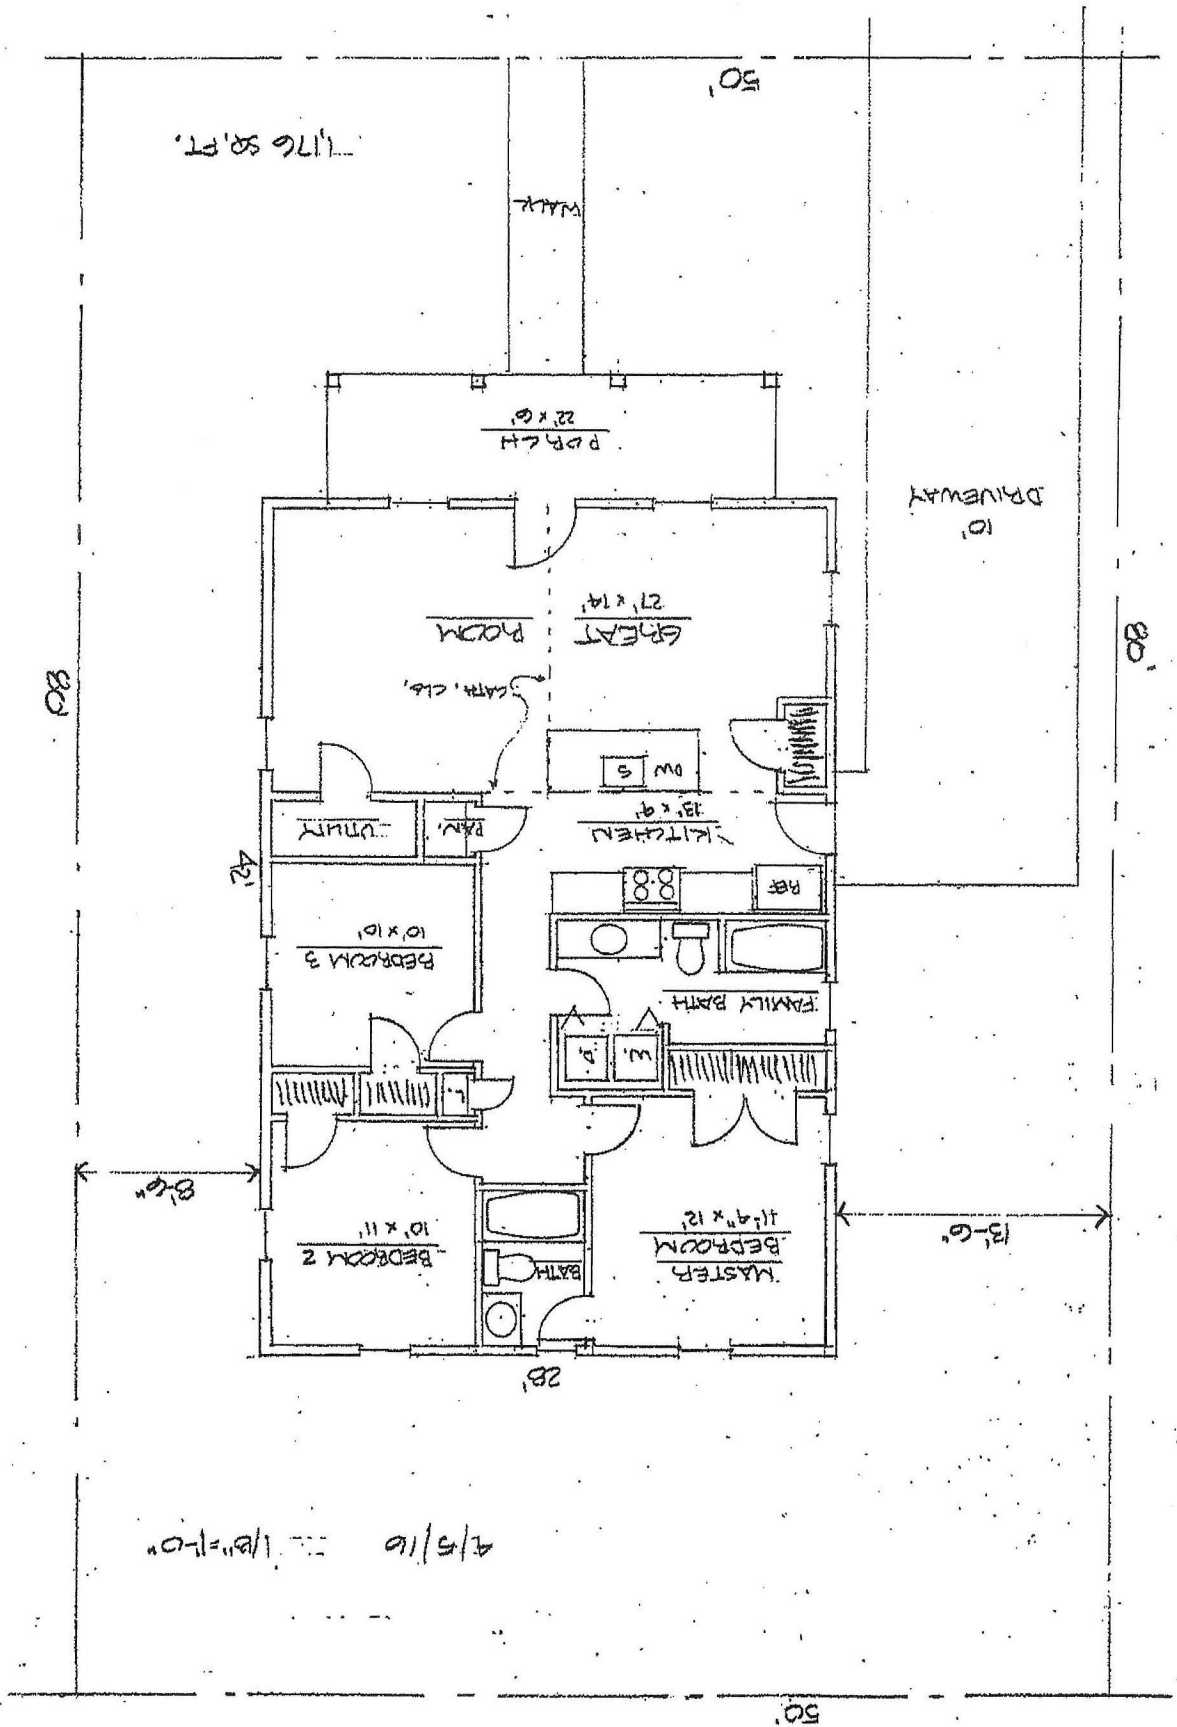 50'
4/5/16
1/8"=1'-0"
28'
13'-6"
MASTER
BEDROOM
11'-4" x 12'
BATH
BEDROOM 2
10' x 11'
8'-6"
W
D
L
FAMILY BATH
BEDROOM 3
10' x 10'
REF
42'
KITCHEN
13' x 9'
PAN.
UTILITY
DW
S
CATH. CLG.
80'
80'
GREAT ROOM
27' x 14'
10'
DRIVEWAY
PORCH
22' x 6'
WALK
1,176 SQ. FT.
50'